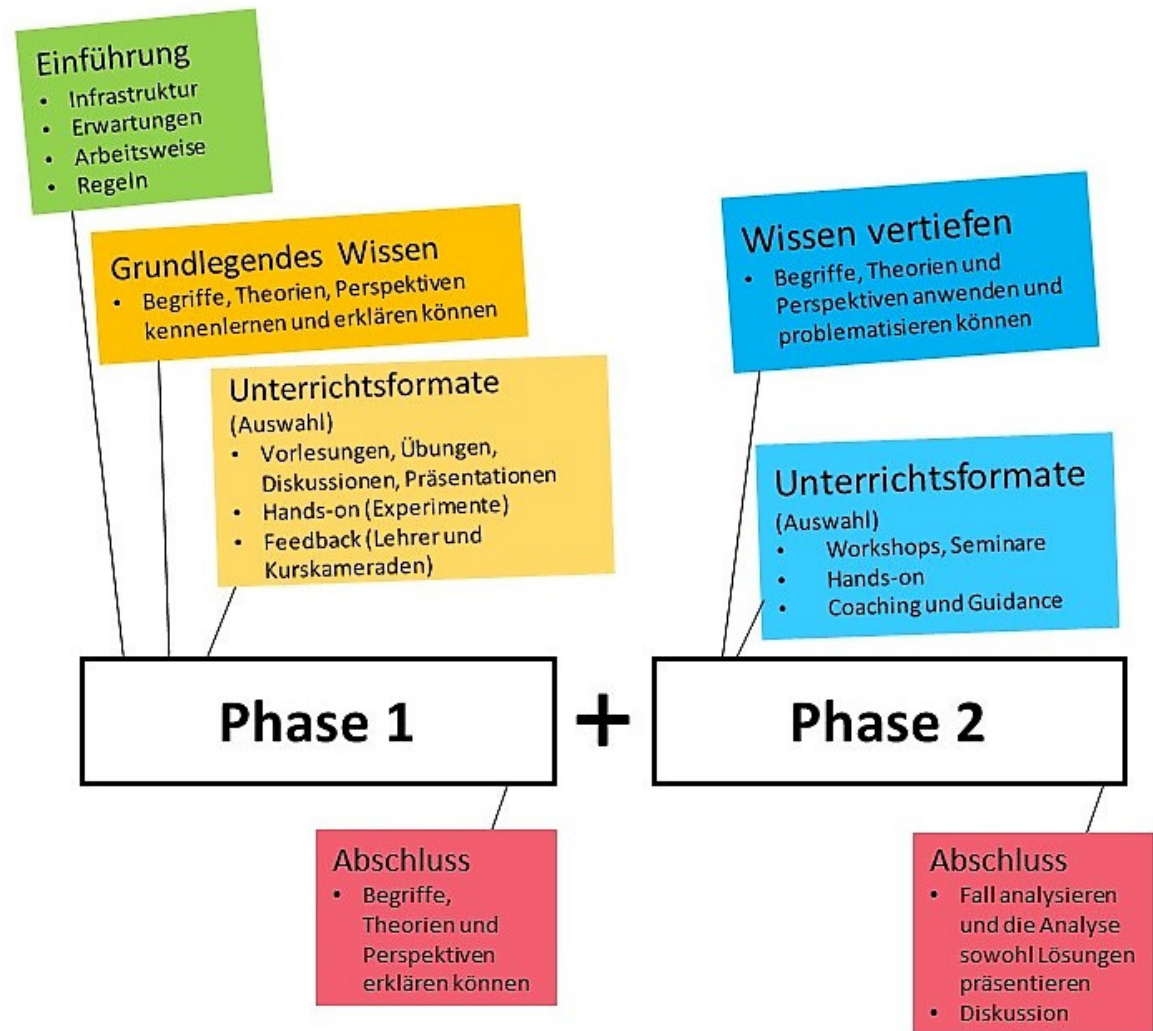 Einführung
• Infrastruktur
• Erwartungen
• Arbeitsweise
• Regeln
Grundlegendes Wissen
• Begriffe, Theorien, Perspektiven
kennenlernen und erklären können
Unterrichtsformate
(Auswahl)
• Vorlesungen, Übungen,
Diskussionen, Präsentationen
• Hands-on (Experimente)
• Feedback (Lehrer und
Kurskameraden)
Wissen vertiefen
• Begriffe, Theorien und
Perspektiven anwenden und
problematisieren können
Unterrichtsformate
(Auswahl)
• Workshops, Seminare
• Hands-on
• Coaching und Guidance
Phase 1
+
Phase 2
Abschluss
• Begriffe,
Theorien und
Perspektiven
erklären können
Abschluss
• Fall analysieren
und die Analyse
sowohl Lösungen
präsentieren
• Diskussion